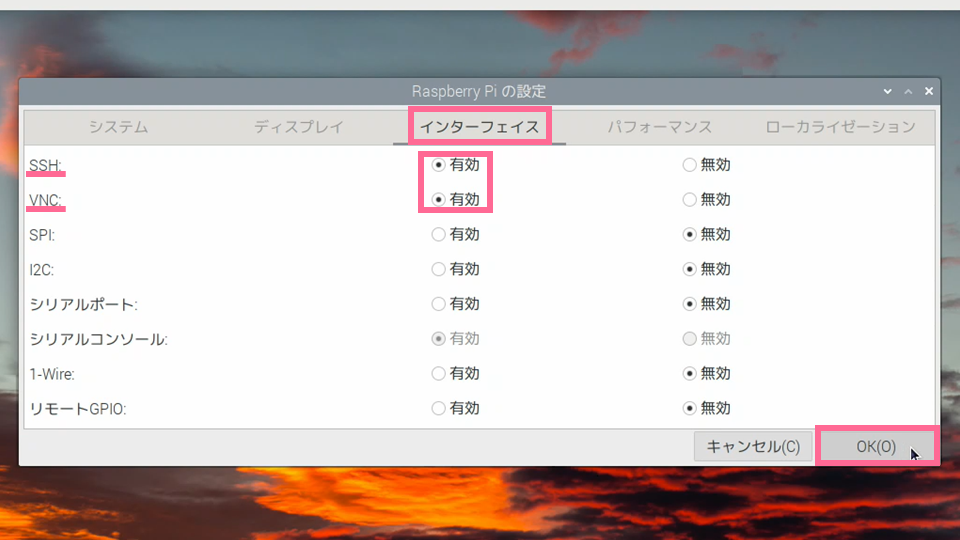 Raspberry Pi の設定
システム ディスプレイ インターフェイス パフォーマンス ローカライゼーション
SSH: 有効 無効
VNC: 有効 無効
SPI: 有効 無効
I2C: 有効 無効
シリアルポート: 有効 無効
シリアルコンソール: 有効 無効
1-Wire: 有効 無効
リモートGPIO: 有効 無効
キャンセル(C) OK(O)